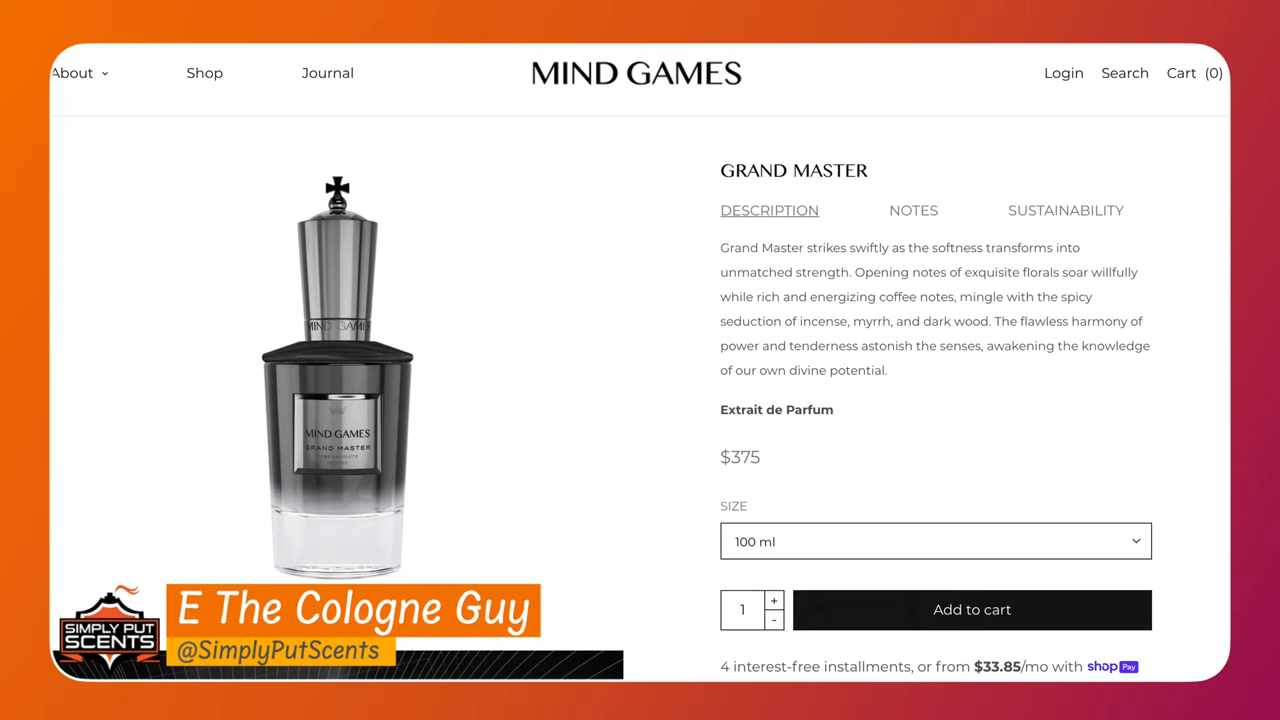 About
Shop
Journal
MIND GAMES
Login
Search
Cart (0)
MIND GAMES
MIND GAMES
GRAND MASTER
GRAND MASTER
DESCRIPTION
NOTES
SUSTAINABILITY
Grand Master strikes swiftly as the softness transforms into
unmatched strength. Opening notes of exquisite florals soar willfully
while rich and energizing coffee notes, mingle with the spicy
seduction of incense, myrrh, and dark wood. The flawless harmony of
power and tenderness astonish the senses, awakening the knowledge
of our own divine potential.
Extrait de Parfum
$375
SIZE
100 ml
1
+
-
Add to cart
4 interest-free installments, or from $33.85/mo with shop Pay
SIMPLY PUT
SCENTS
E The Cologne Guy
@SimplyPutScents